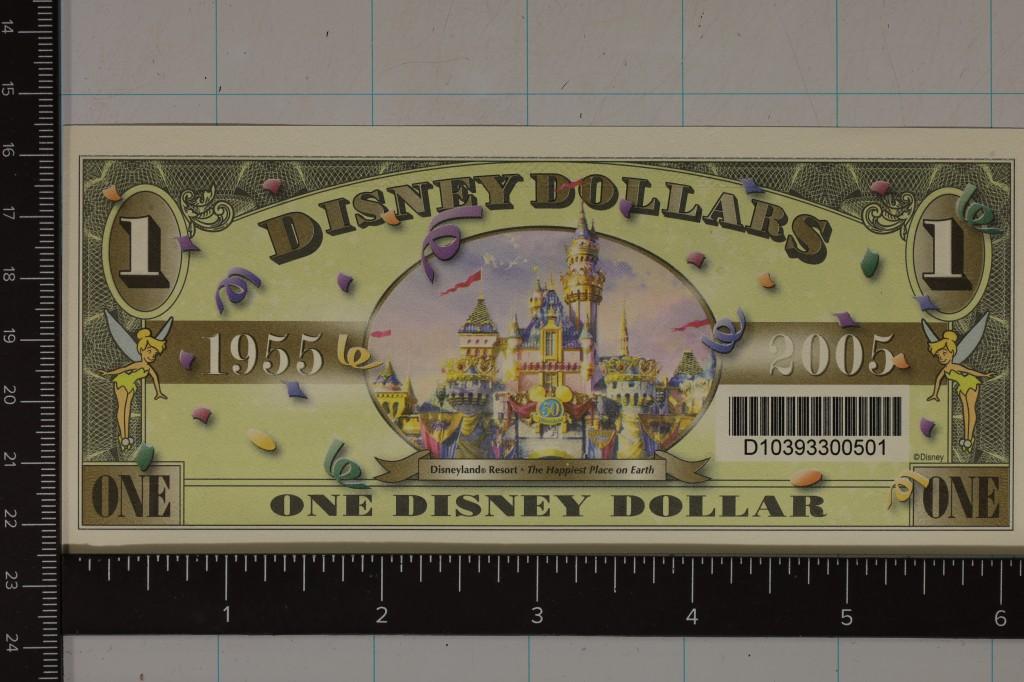 DISNEY DOLLARS
1 1
1955 2005
50
D10393300501
©Disney
Disneyland® Resort • The Happiest Place on Earth
ONE ONE DISNEY DOLLAR ONE
14
15
16
17
18
19
20
21
22
23
24
1 2 3 4 5 6